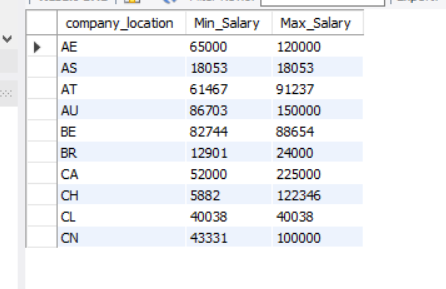 company_location Min_Salary Max_Salary
AE 65000 120000
AS 18053 18053
AT 61467 91237
AU 86703 150000
BE 82744 88654
BR 12901 24000
CA 52000 225000
CH 5882 122346
CL 40038 40038
CN 43331 100000